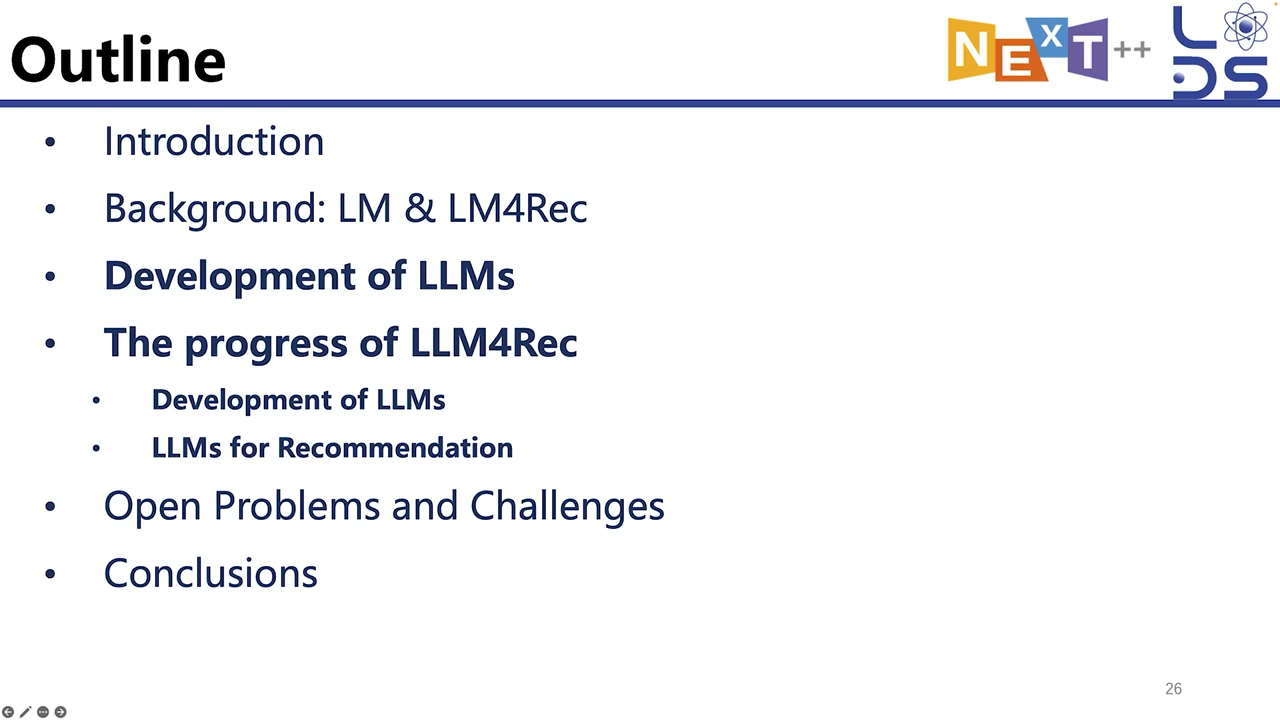 Outline
NExT++
LDS
• Introduction
• Background: LM & LM4Rec
• Development of LLMs
• The progress of LLM4Rec
• Development of LLMs
• LLMs for Recommendation
• Open Problems and Challenges
• Conclusions
26